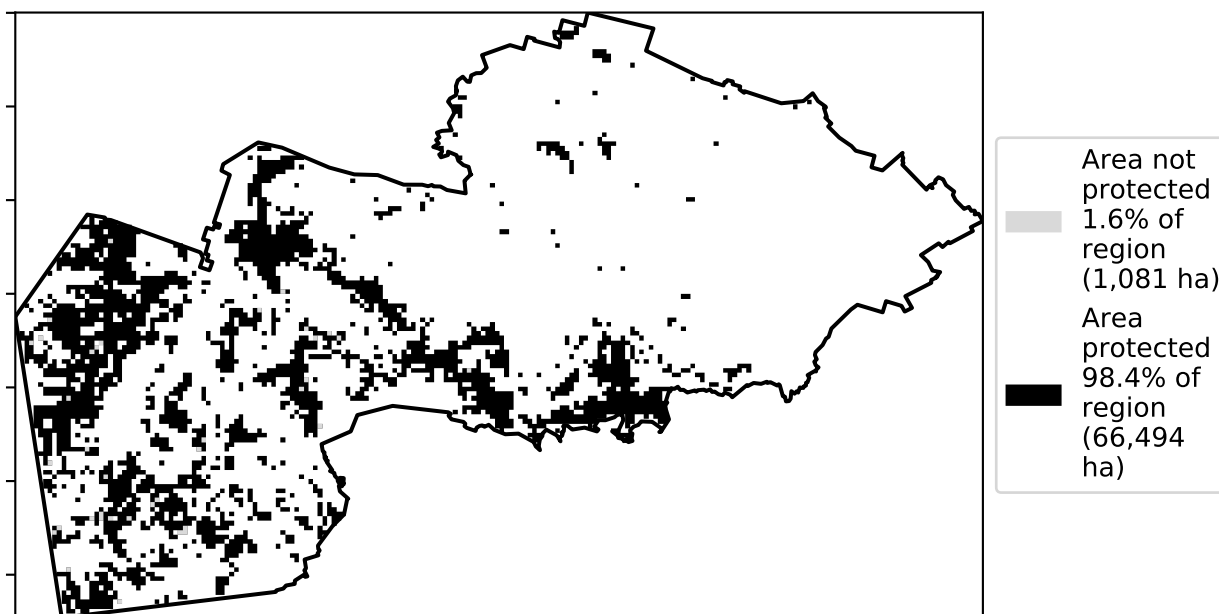 Area not
protected
1.6% of
region
(1,081 ha)
Area
protected
98.4% of
region
(66,494
ha)